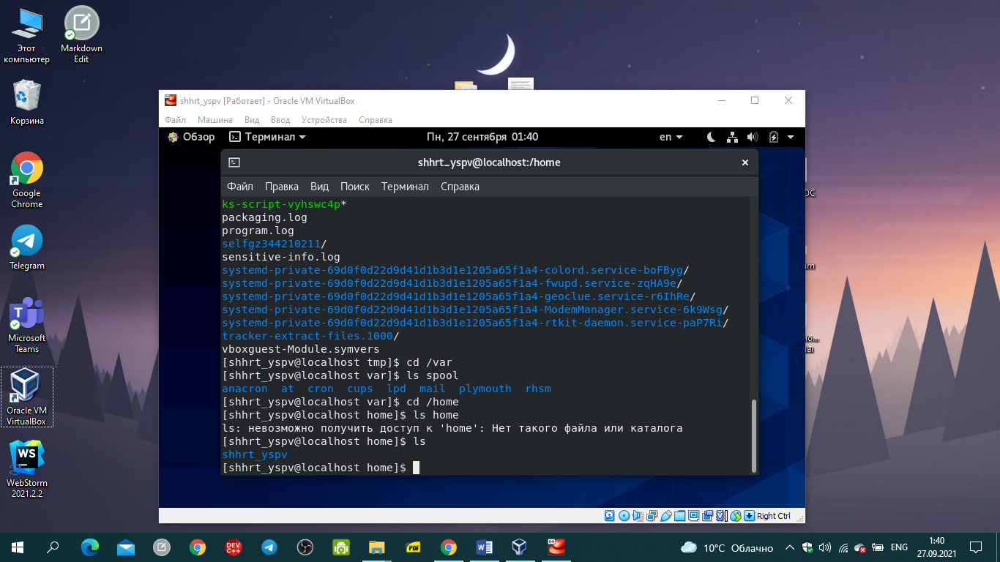 Этот
компьютер
Markdown
Edit
Корзина
Google
Chrome
Telegram
Microsoft
Teams
Oracle VM
VirtualBox
WS
WebStorm
2021.2.2
shhrt_yspv [Работает] - Oracle VM VirtualBox
Файл Машина Вид Ввод Устройства Справка
Обзор Терминал Пн, 27 сентября 01:40 en
shhrt_yspv@localhost:/home
Файл Правка Вид Поиск Терминал Справка
ks-script-vyhswc4p*
packaging.log
program.log
selfgz344210211/
sensitive-info.log
systemd-private-69d0f0d22d9d41d1b3d1e1205a65f1a4-colord.service-boFByg/
systemd-private-69d0f0d22d9d41d1b3d1e1205a65f1a4-fwupd.service-zqHA9e/
systemd-private-69d0f0d22d9d41d1b3d1e1205a65f1a4-geoclue.service-r6IhRe/
systemd-private-69d0f0d22d9d41d1b3d1e1205a65f1a4-ModemManager.service-6k9Wsg/
systemd-private-69d0f0d22d9d41d1b3d1e1205a65f1a4-rtkit-daemon.service-paP7Ri/
tracker-extract-files.1000/
vboxguest-Module.symvers
[shhrt_yspv@localhost tmp]$ cd /var
[shhrt_yspv@localhost var]$ ls spool
anacron at cron cups lpd mail plymouth rhsm
[shhrt_yspv@localhost var]$ cd /home
[shhrt_yspv@localhost home]$ ls home
ls: невозможно получить доступ к 'home': Нет такого файла или каталога
[shhrt_yspv@localhost home]$ ls
shhrt_yspv
[shhrt_yspv@localhost home]$
Right Ctrl
DEV
C++
PDF
10°C Облачно
ENG
1:40
27.09.2021